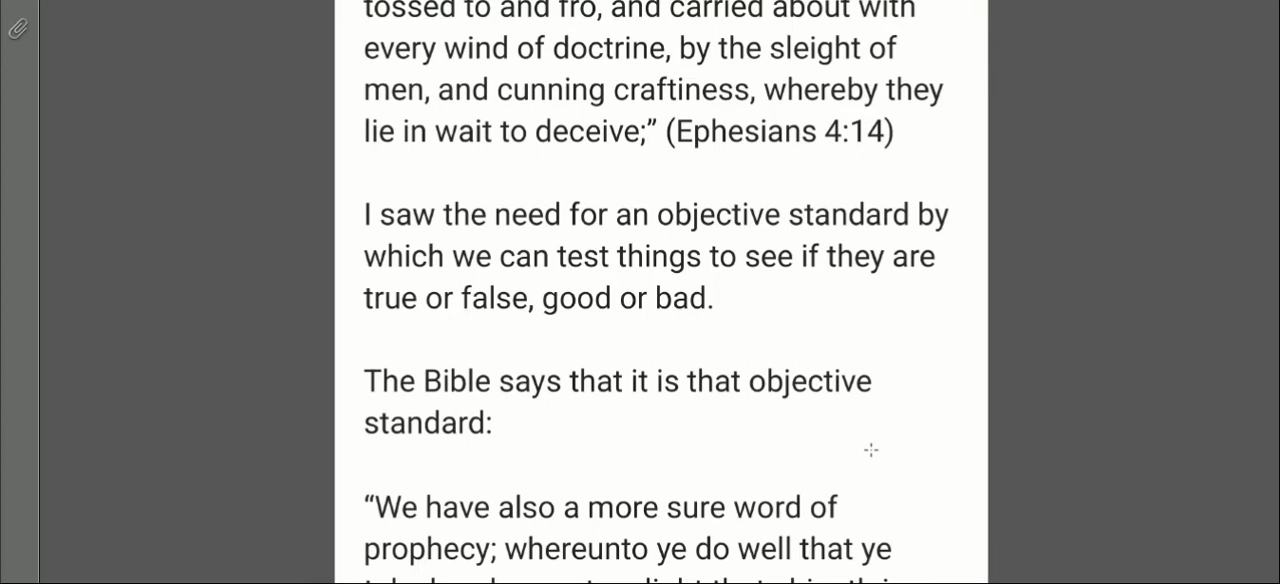 tossed to and fro, and carried about with
every wind of doctrine, by the sleight of
men, and cunning craftiness, whereby they
lie in wait to deceive;” (Ephesians 4:14)
I saw the need for an objective standard by
which we can test things to see if they are
true or false, good or bad.
The Bible says that it is that objective
standard:
“We have also a more sure word of
prophecy; whereunto ye do well that ye